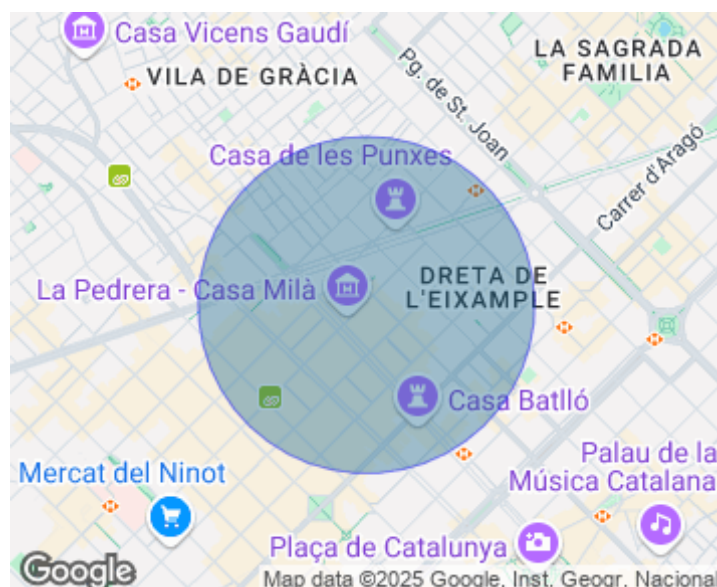 Casa Vicens Gaudí
VILA DE GRÀCIA
LA SAGRADA
FAMILIA
Pg. de St. Joan
Casa de les Punxes
Carrer d'Aragó
La Pedrera - Casa Milà
DRETA DE
L'EIXAMPLE
Casa Batlló
Mercat del Ninot
Palau de la
Música Catalana
Plaça de Catalunya
Google
Map data ©2025 Google, Inst. Geogr. Nacional